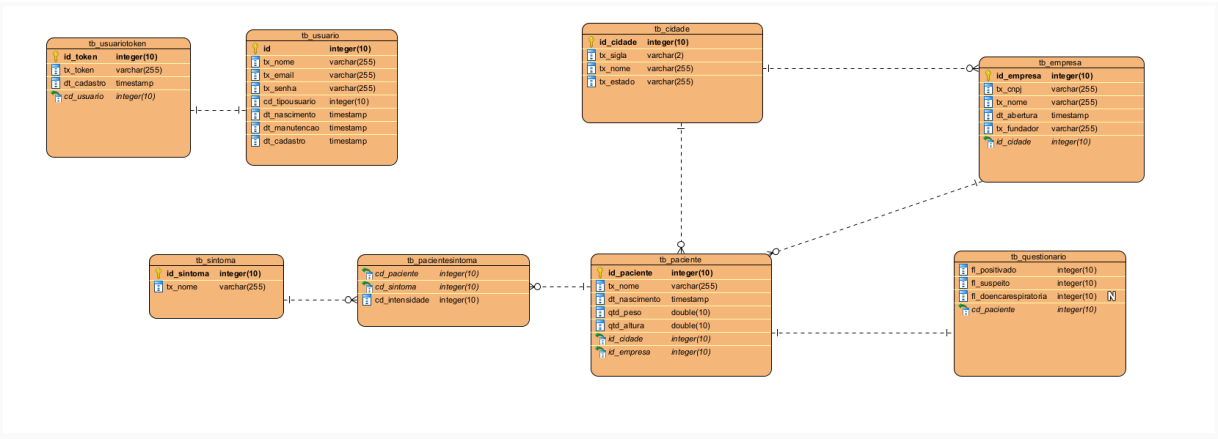 tb_usuariotoken
id_token integer(10)
tx_token varchar(255)
dt_cadastro timestamp
cd_usuario integer(10)
tb_usuario
id integer(10)
tx_nome varchar(255)
tx_email varchar(255)
tx_senha varchar(255)
cd_tipousuario integer(10)
dt_nascimento timestamp
dt_manutencao timestamp
dt_cadastro timestamp
tb_cidade
id_cidade integer(10)
tx_sigla varchar(2)
tx_nome varchar(255)
tx_estado varchar(255)
tb_empresa
id_empresa integer(10)
tx_cnpj varchar(255)
tx_nome varchar(255)
dt_abertura timestamp
tx_fundador varchar(255)
id_cidade integer(10)
tb_sintoma
id_sintoma integer(10)
tx_nome varchar(255)
tb_pacientesintoma
cd_paciente integer(10)
cd_sintoma integer(10)
cd_intensidade integer(10)
tb_paciente
id_paciente integer(10)
tx_nome varchar(255)
dt_nascimento timestamp
qtd_peso double(10)
qtd_altura double(10)
id_cidade integer(10)
id_empresa integer(10)
tb_questionario
fl_positivado integer(10)
fl_suspeito integer(10)
fl_doencarespiratoria integer(10) N
cd_paciente integer(10)